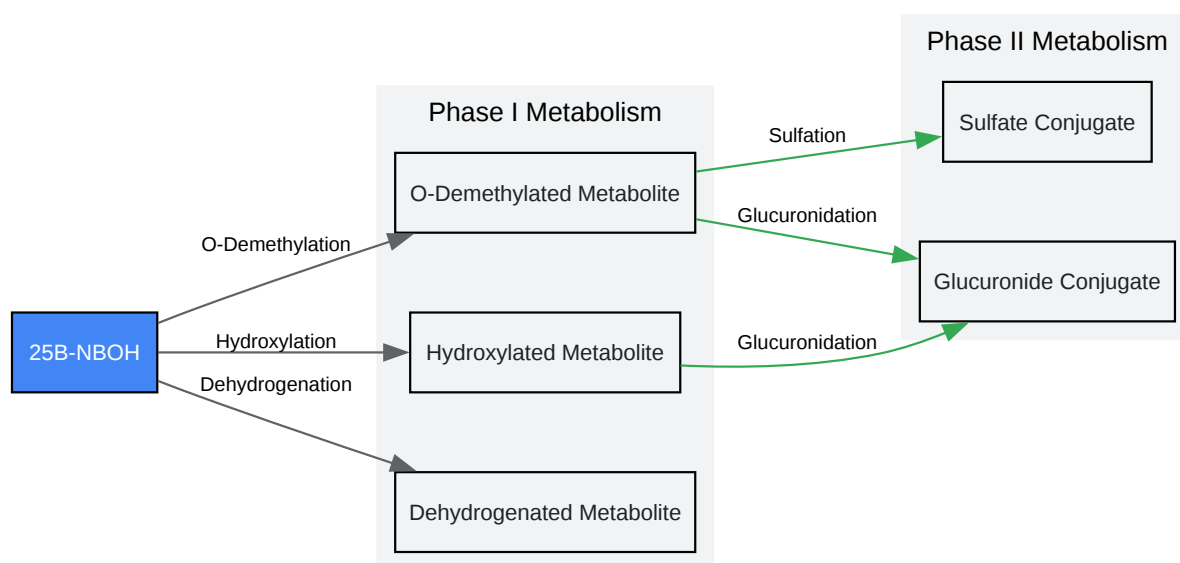 Phase II Metabolism
Phase I Metabolism
Sulfate Conjugate
Sulfation
O-Demethylated Metabolite
Glucuronidation
O-Demethylation
Glucuronide Conjugate
25B-NBOH
Hydroxylation
Hydroxylated Metabolite
Glucuronidation
Dehydrogenation
Dehydrogenated Metabolite